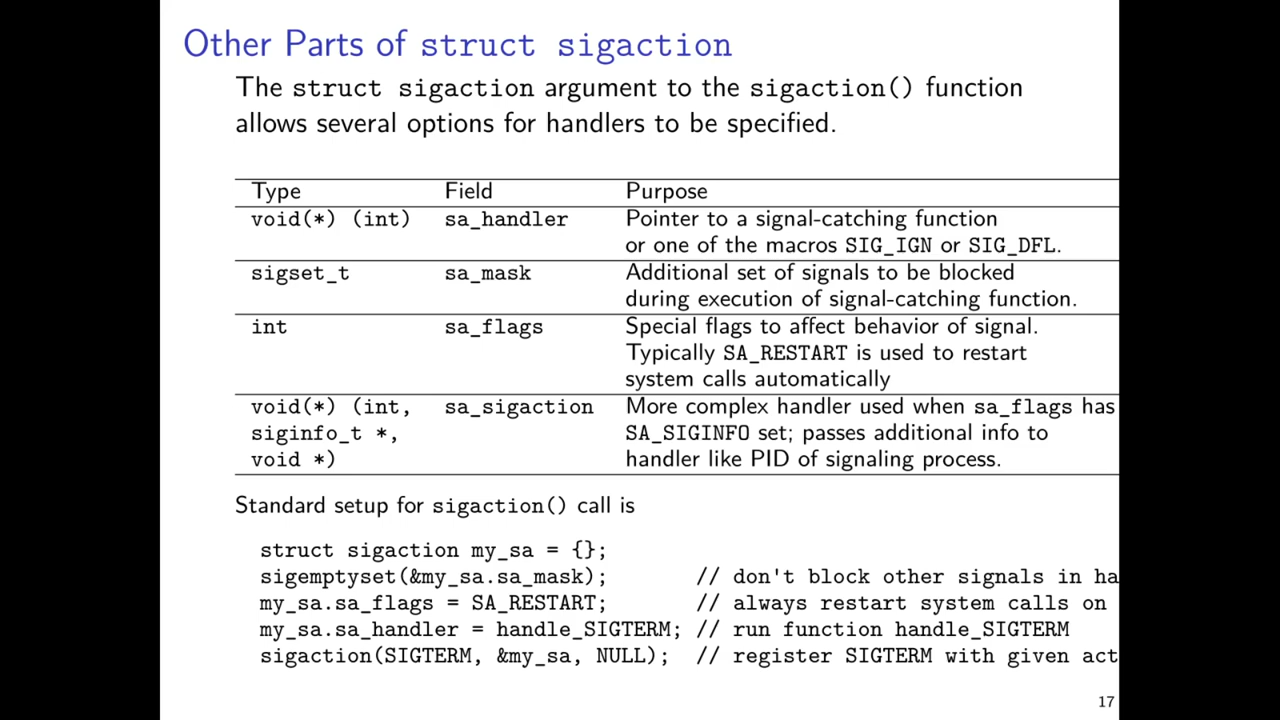 Other Parts of struct sigaction
The struct sigaction argument to the sigaction() function
allows several options for handlers to be specified.
Type Field Purpose
void(*) (int) sa_handler Pointer to a signal-catching function
or one of the macros SIG_IGN or SIG_DFL.
sigset_t sa_mask Additional set of signals to be blocked
during execution of signal-catching function.
int sa_flags Special flags to affect behavior of signal.
Typically SA_RESTART is used to restart
system calls automatically
void(*) (int, sa_sigaction More complex handler used when sa_flags has
siginfo_t *, SA_SIGINFO set; passes additional info to
void *) handler like PID of signaling process.
Standard setup for sigaction() call is
struct sigaction my_sa = {};
sigemptyset(&my_sa.sa_mask); // don't block other signals in ha
my_sa.sa_flags = SA_RESTART; // always restart system calls on
my_sa.sa_handler = handle_SIGTERM; // run function handle_SIGTERM
sigaction(SIGTERM, &my_sa, NULL); // register SIGTERM with given act
17